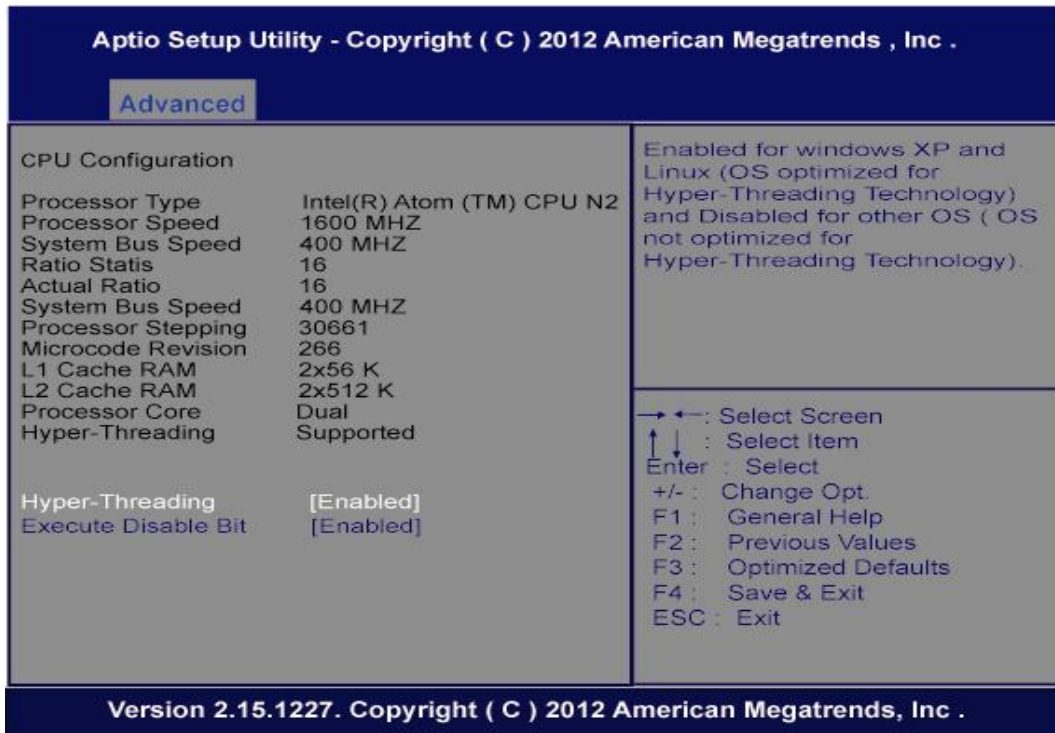 Aptio Setup Utility - Copyright ( C ) 2012 American Megatrends , Inc .
Advanced
CPU Configuration
Processor Type Intel(R) Atom (TM) CPU N2
Processor Speed 1600 MHZ
System Bus Speed 400 MHZ
Ratio Statis 16
Actual Ratio 16
System Bus Speed 400 MHZ
Processor Stepping 30661
Microcode Revision 266
L1 Cache RAM 2x56 K
L2 Cache RAM 2x512 K
Processor Core Dual
Hyper-Threading Supported
Hyper-Threading [Enabled]
Execute Disable Bit [Enabled]
Enabled for windows XP and
Linux (OS optimized for
Hyper-Threading Technology)
and Disabled for other OS ( OS
not optimized for
Hyper-Threading Technology).
→ ←: Select Screen
↑ ↓ : Select Item
Enter : Select
+/- : Change Opt.
F1 : General Help
F2 : Previous Values
F3 : Optimized Defaults
F4 : Save & Exit
ESC : Exit
Version 2.15.1227. Copyright ( C ) 2012 American Megatrends, Inc .